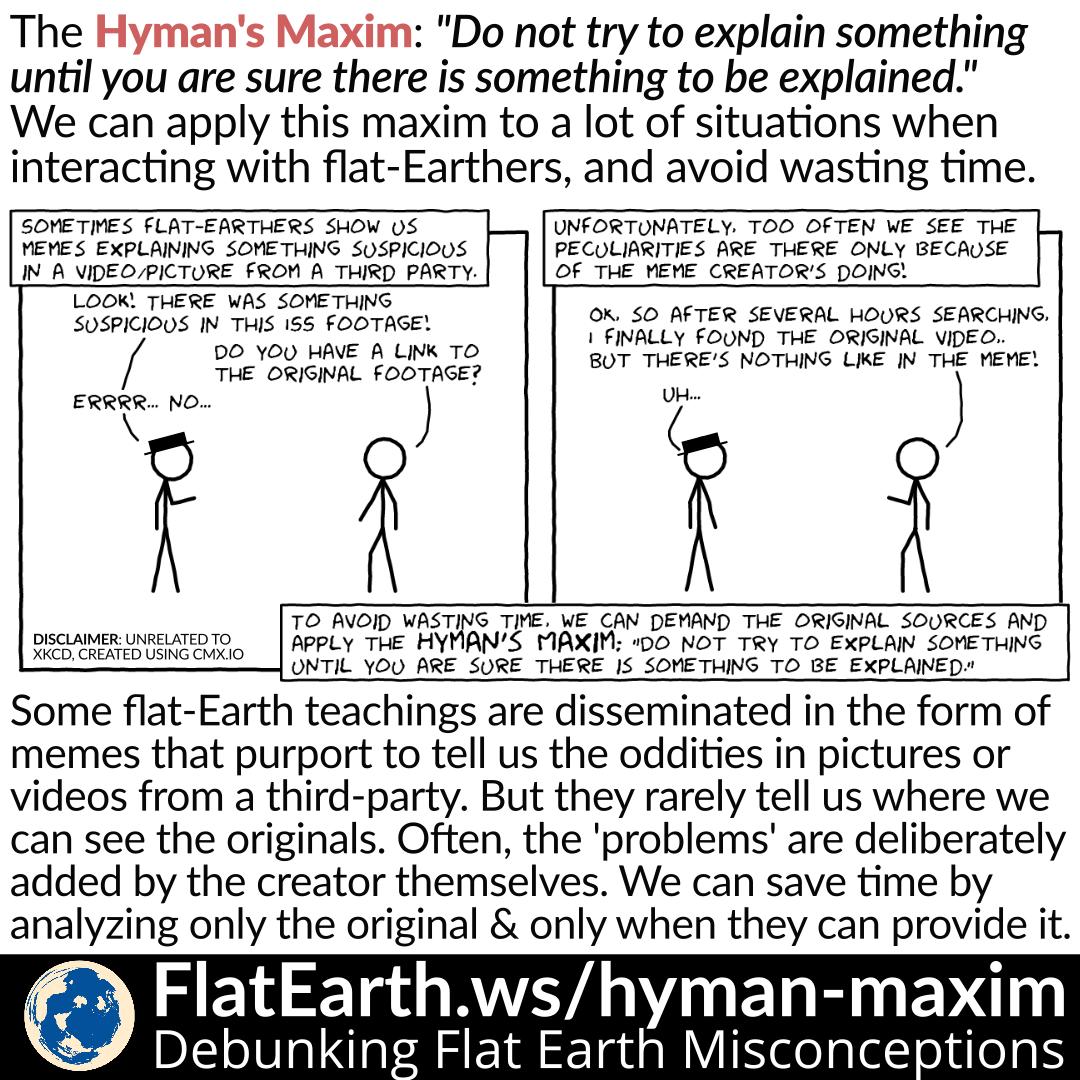 The Hyman's Maxim: "Do not try to explain something
until you are sure there is something to be explained."
We can apply this maxim to a lot of situations when
interacting with flat-Earthers, and avoid wasting time.
SOMETIMES FLAT-EARTHERS SHOW US
MEMES EXPLAINING SOMETHING SUSPICIOUS
IN A VIDEO/PICTURE FROM A THIRD PARTY.
LOOK! THERE WAS SOMETHING
SUSPICIOUS IN THIS ISS FOOTAGE!
DO YOU HAVE A LINK TO
THE ORIGINAL FOOTAGE?
ERRRR... NO...
DISCLAIMER: UNRELATED TO
XKCD, CREATED USING CMX.IO
UNFORTUNATELY, TOO OFTEN WE SEE THE
PECULIARITIES ARE THERE ONLY BECAUSE
OF THE MEME CREATOR'S DOING!
OK, SO AFTER SEVERAL HOURS SEARCHING,
I FINALLY FOUND THE ORIGINAL VIDEO..
BUT THERE'S NOTHING LIKE IN THE MEME!
UH...
TO AVOID WASTING TIME, WE CAN DEMAND THE ORIGINAL SOURCES AND
APPLY THE HYMAN'S MAXIM: "DO NOT TRY TO EXPLAIN SOMETHING
UNTIL YOU ARE SURE THERE IS SOMETHING TO BE EXPLAINED."
Some flat-Earth teachings are disseminated in the form of
memes that purport to tell us the oddities in pictures or
videos from a third-party. But they rarely tell us where we
can see the originals. Often, the 'problems' are deliberately
added by the creator themselves. We can save time by
analyzing only the original & only when they can provide it.
FlatEarth.ws/hyman-maxim
Debunking Flat Earth Misconceptions